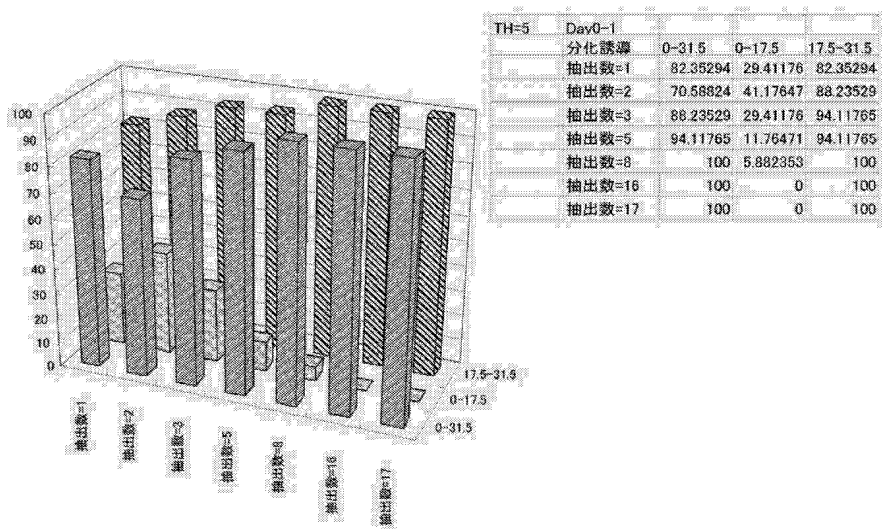 TH=5 Day0-1
分化誘導 0-31.5 0-17.5 17.5-31.5
抽出数=1 82.35294 29.41176 82.35294
抽出数=2 70.58824 41.17647 88.23529
抽出数=3 88.23529 29.41176 94.11765
抽出数=5 94.11765 11.76471 94.11765
抽出数=8 100 5.882353 100
抽出数=16 100 0 100
抽出数=17 100 0 100
100
90
80
70
60
50
40
30
20
10
0
17.5-31.5
0-17.5
0-31.5
抽出数=1
抽出数=2
抽出数=3
抽出数=5
抽出数=8
抽出数=16
抽出数=17